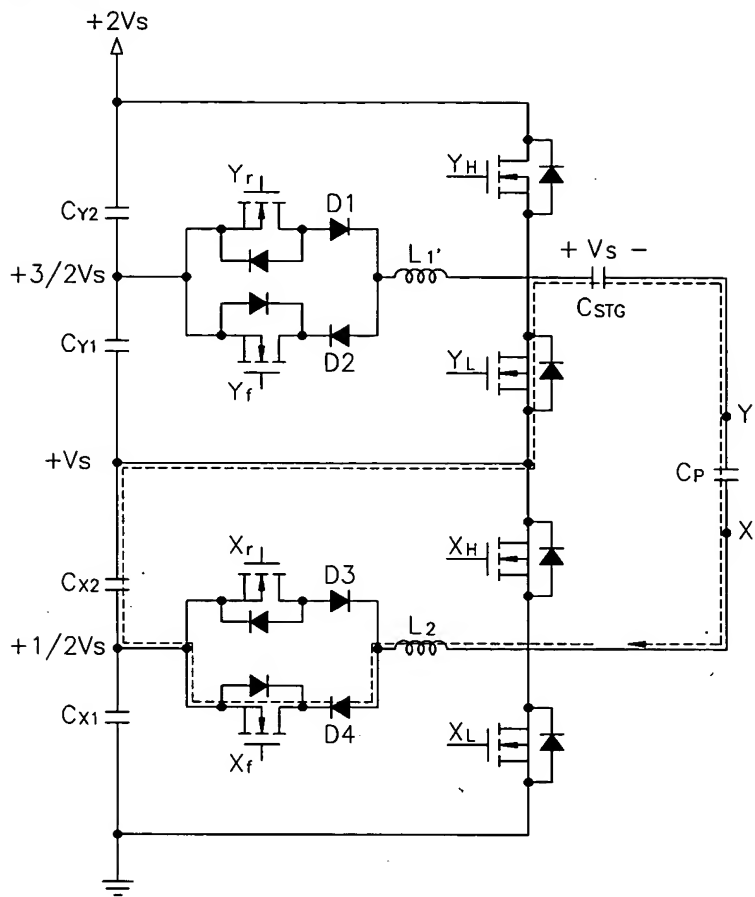 +2Vs
YH
Yr
D1
CY2
L1'
+ Vs −
+3/2Vs
CSTG
CY1
D2
YL
Yf
Y
+Vs
CP
X
Xr
XH
D3
CX2
L2
+1/2Vs
CX1
D4
XL
Xf